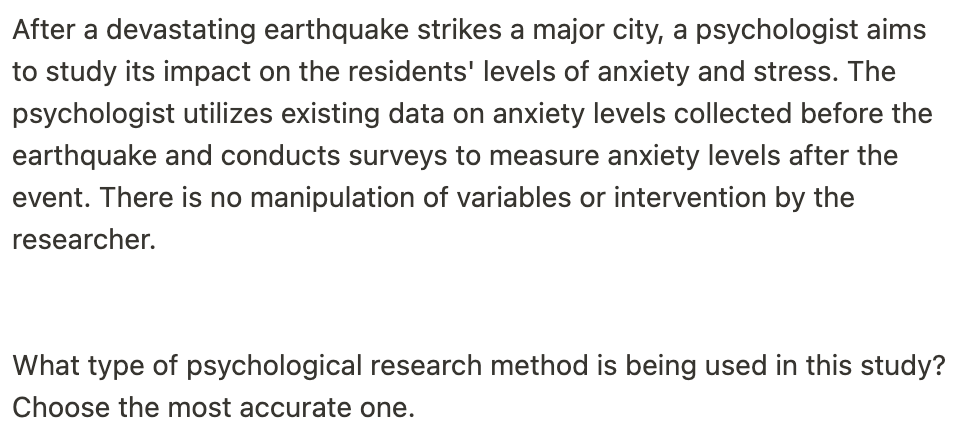 After a devastating earthquake strikes a major city, a psychologist aims
to study its impact on the residents' levels of anxiety and stress. The
psychologist utilizes existing data on anxiety levels collected before the
earthquake and conducts surveys to measure anxiety levels after the
event. There is no manipulation of variables or intervention by the
researcher.
What type of psychological research method is being used in this study?
Choose the most accurate one.